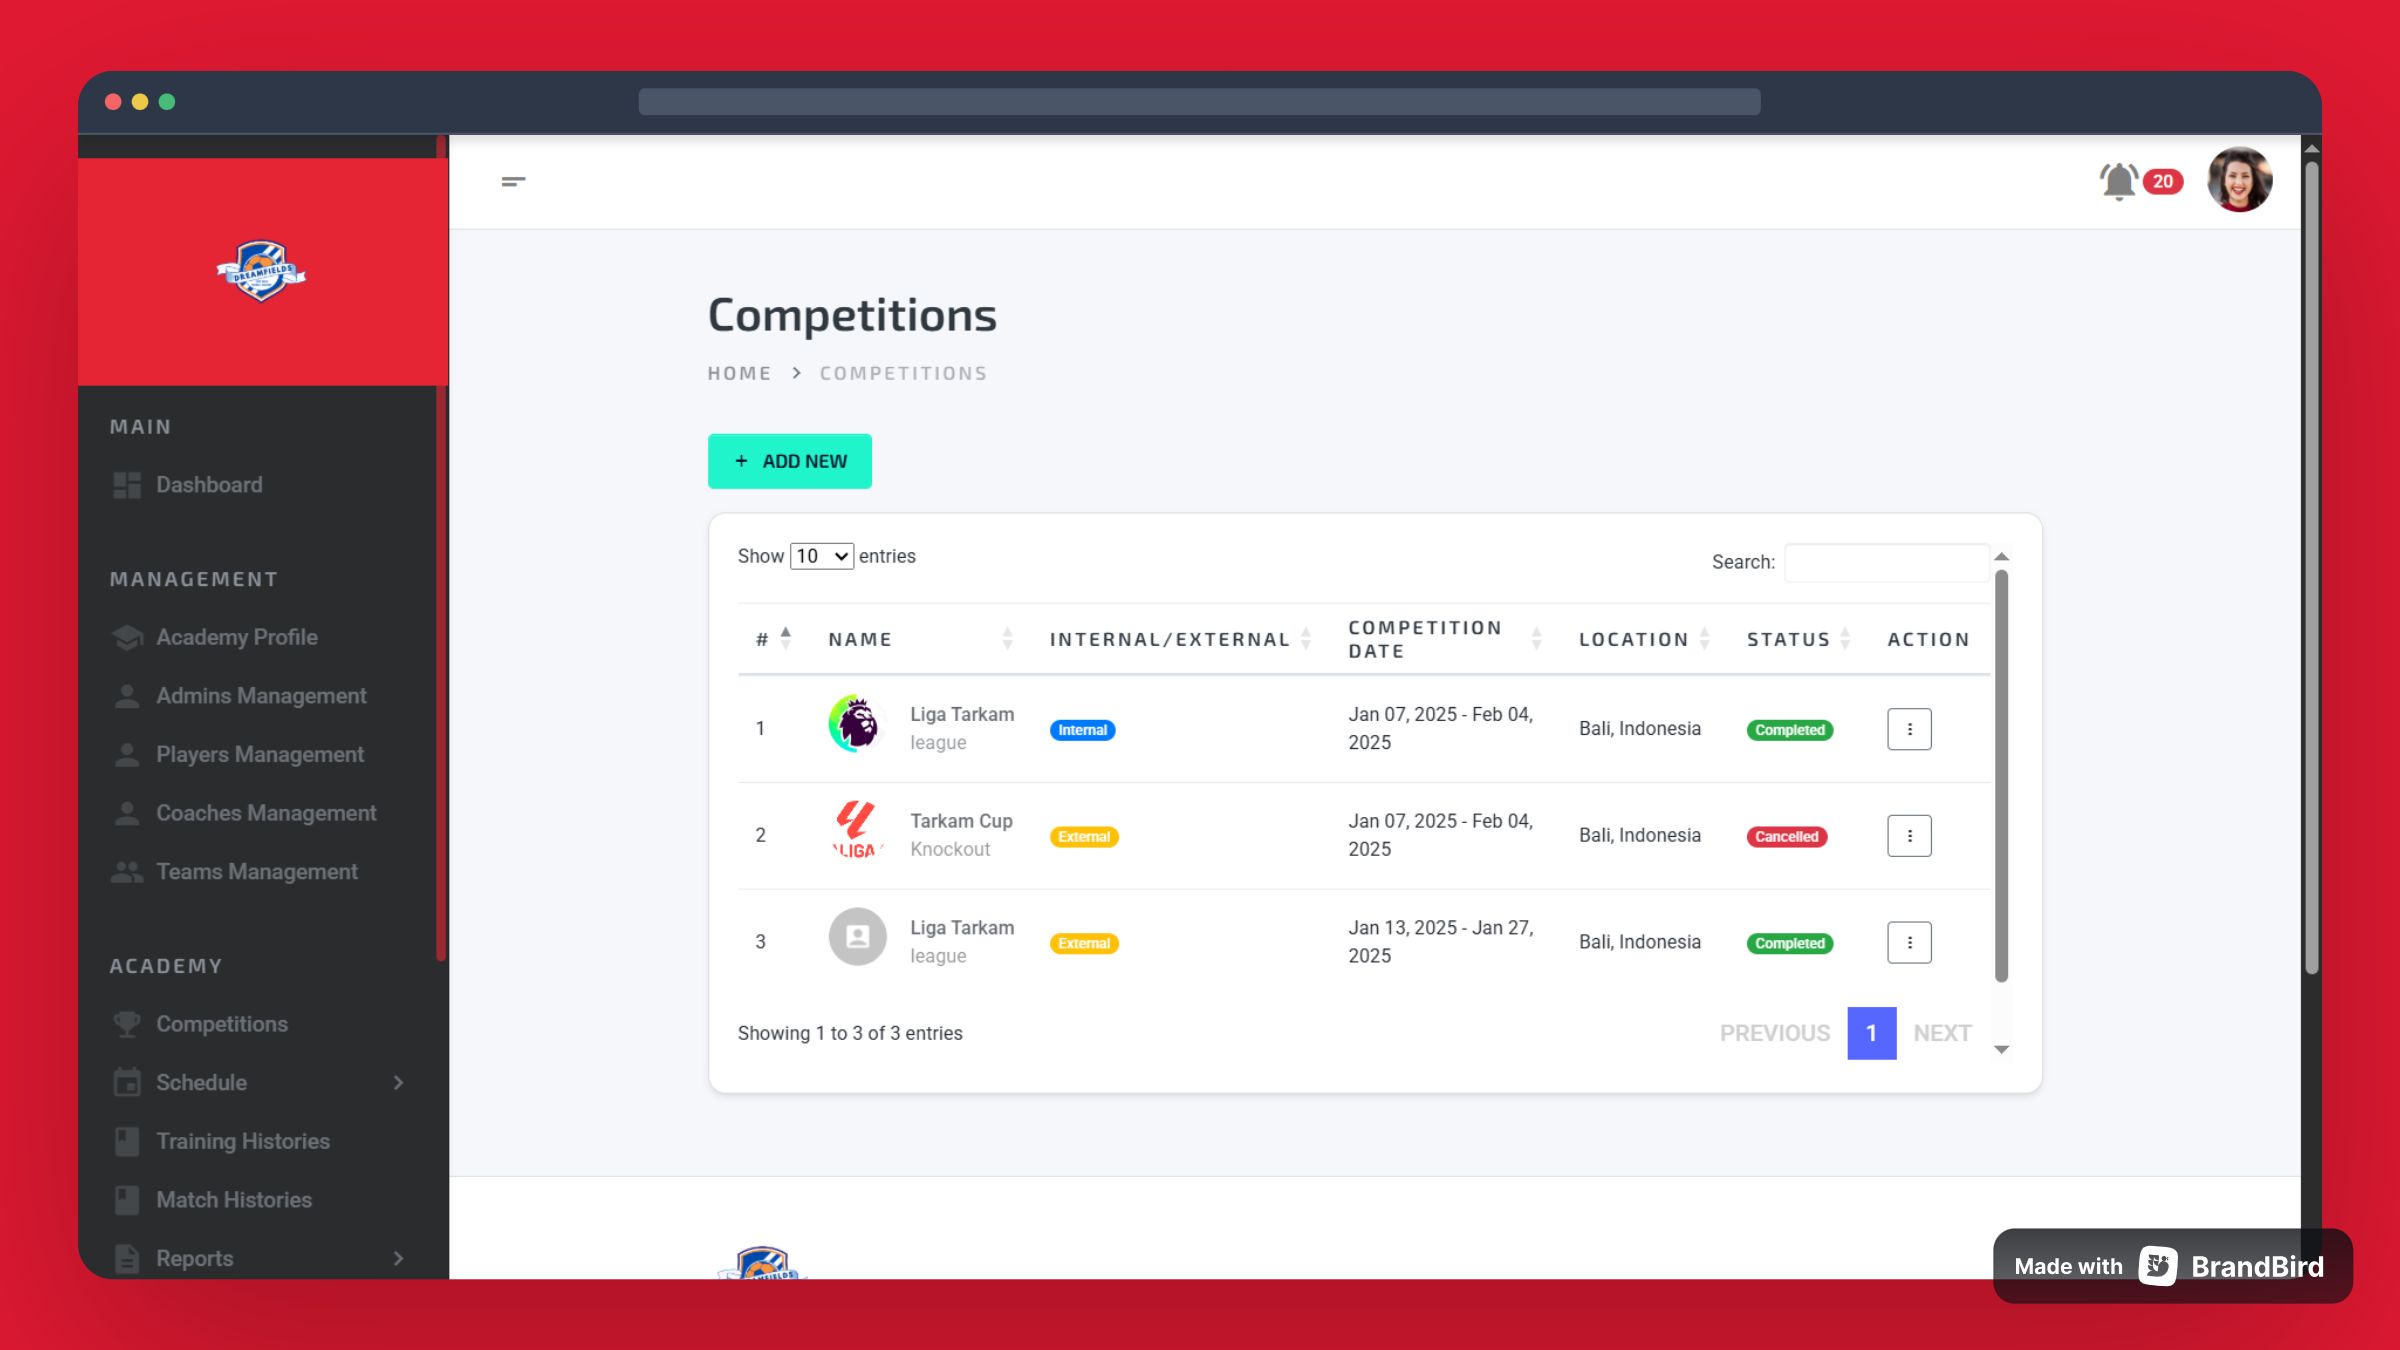 DREAMFIELDS
20
MAIN
Dashboard
MANAGEMENT
Academy Profile
Admins Management
Players Management
Coaches Management
Teams Management
ACADEMY
Competitions
Schedule
Training Histories
Match Histories
Reports
Competitions
HOME > COMPETITIONS
+ ADD NEW
Show 10 entries
Search:
# NAME INTERNAL/EXTERNAL COMPETITION DATE LOCATION STATUS ACTION
1 Liga Tarkam Internal Jan 07, 2025 - Feb 04, Bali, Indonesia Completed
league 2025
2 Tarkam Cup External Jan 07, 2025 - Feb 04, Bali, Indonesia Cancelled
LIGA Knockout 2025
3 Liga Tarkam External Jan 13, 2025 - Jan 27, Bali, Indonesia Completed
league 2025
Showing 1 to 3 of 3 entries
PREVIOUS 1 NEXT
Made with BrandBird